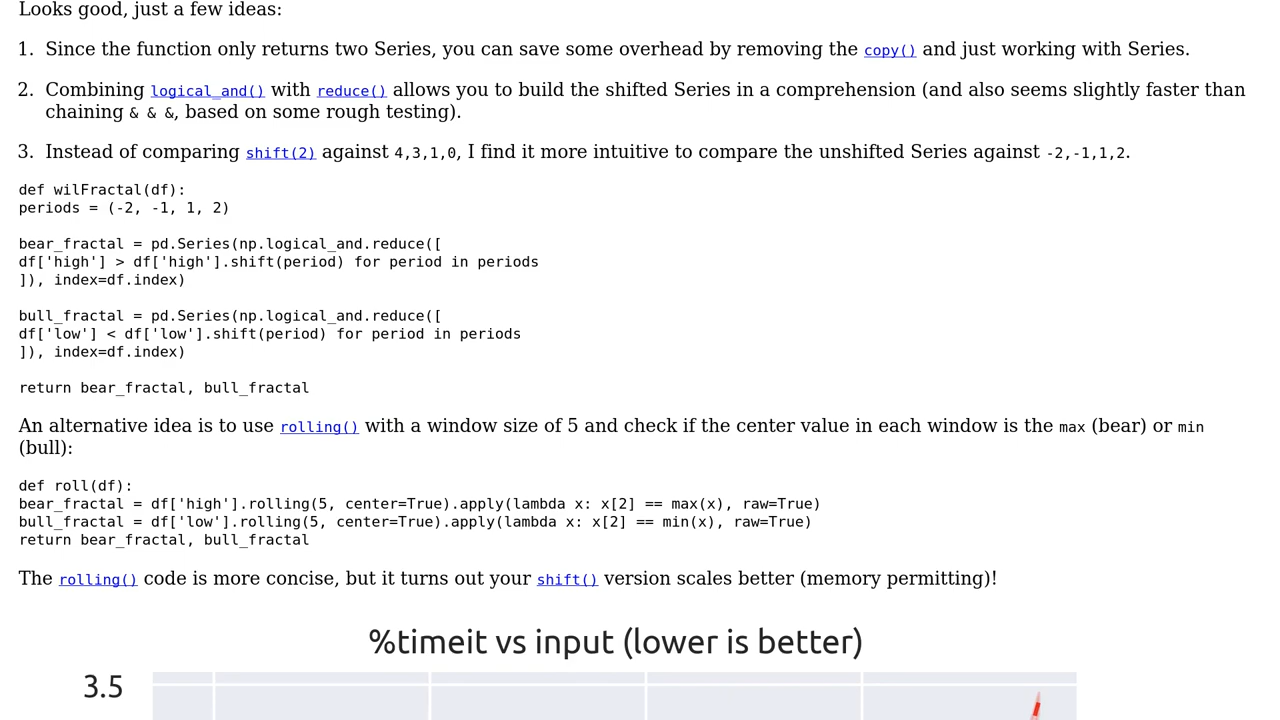 Looks good, just a few ideas:
1. Since the function only returns two Series, you can save some overhead by removing the copy() and just working with Series.
2. Combining logical_and() with reduce() allows you to build the shifted Series in a comprehension (and also seems slightly faster than
chaining & & &, based on some rough testing).
3. Instead of comparing shift(2) against 4,3,1,0, I find it more intuitive to compare the unshifted Series against -2,-1,1,2.
def wilFractal(df):
periods = (-2, -1, 1, 2)
bear_fractal = pd.Series(np.logical_and.reduce([
df['high'] > df['high'].shift(period) for period in periods
]), index=df.index)
bull_fractal = pd.Series(np.logical_and.reduce([
df['low'] < df['low'].shift(period) for period in periods
]), index=df.index)
return bear_fractal, bull_fractal
An alternative idea is to use rolling() with a window size of 5 and check if the center value in each window is the max (bear) or min
(bull):
def roll(df):
bear_fractal = df['high'].rolling(5, center=True).apply(lambda x: x[2] == max(x), raw=True)
bull_fractal = df['low'].rolling(5, center=True).apply(lambda x: x[2] == min(x), raw=True)
return bear_fractal, bull_fractal
The rolling() code is more concise, but it turns out your shift() version scales better (memory permitting)!
%timeit vs input (lower is better)
3.5